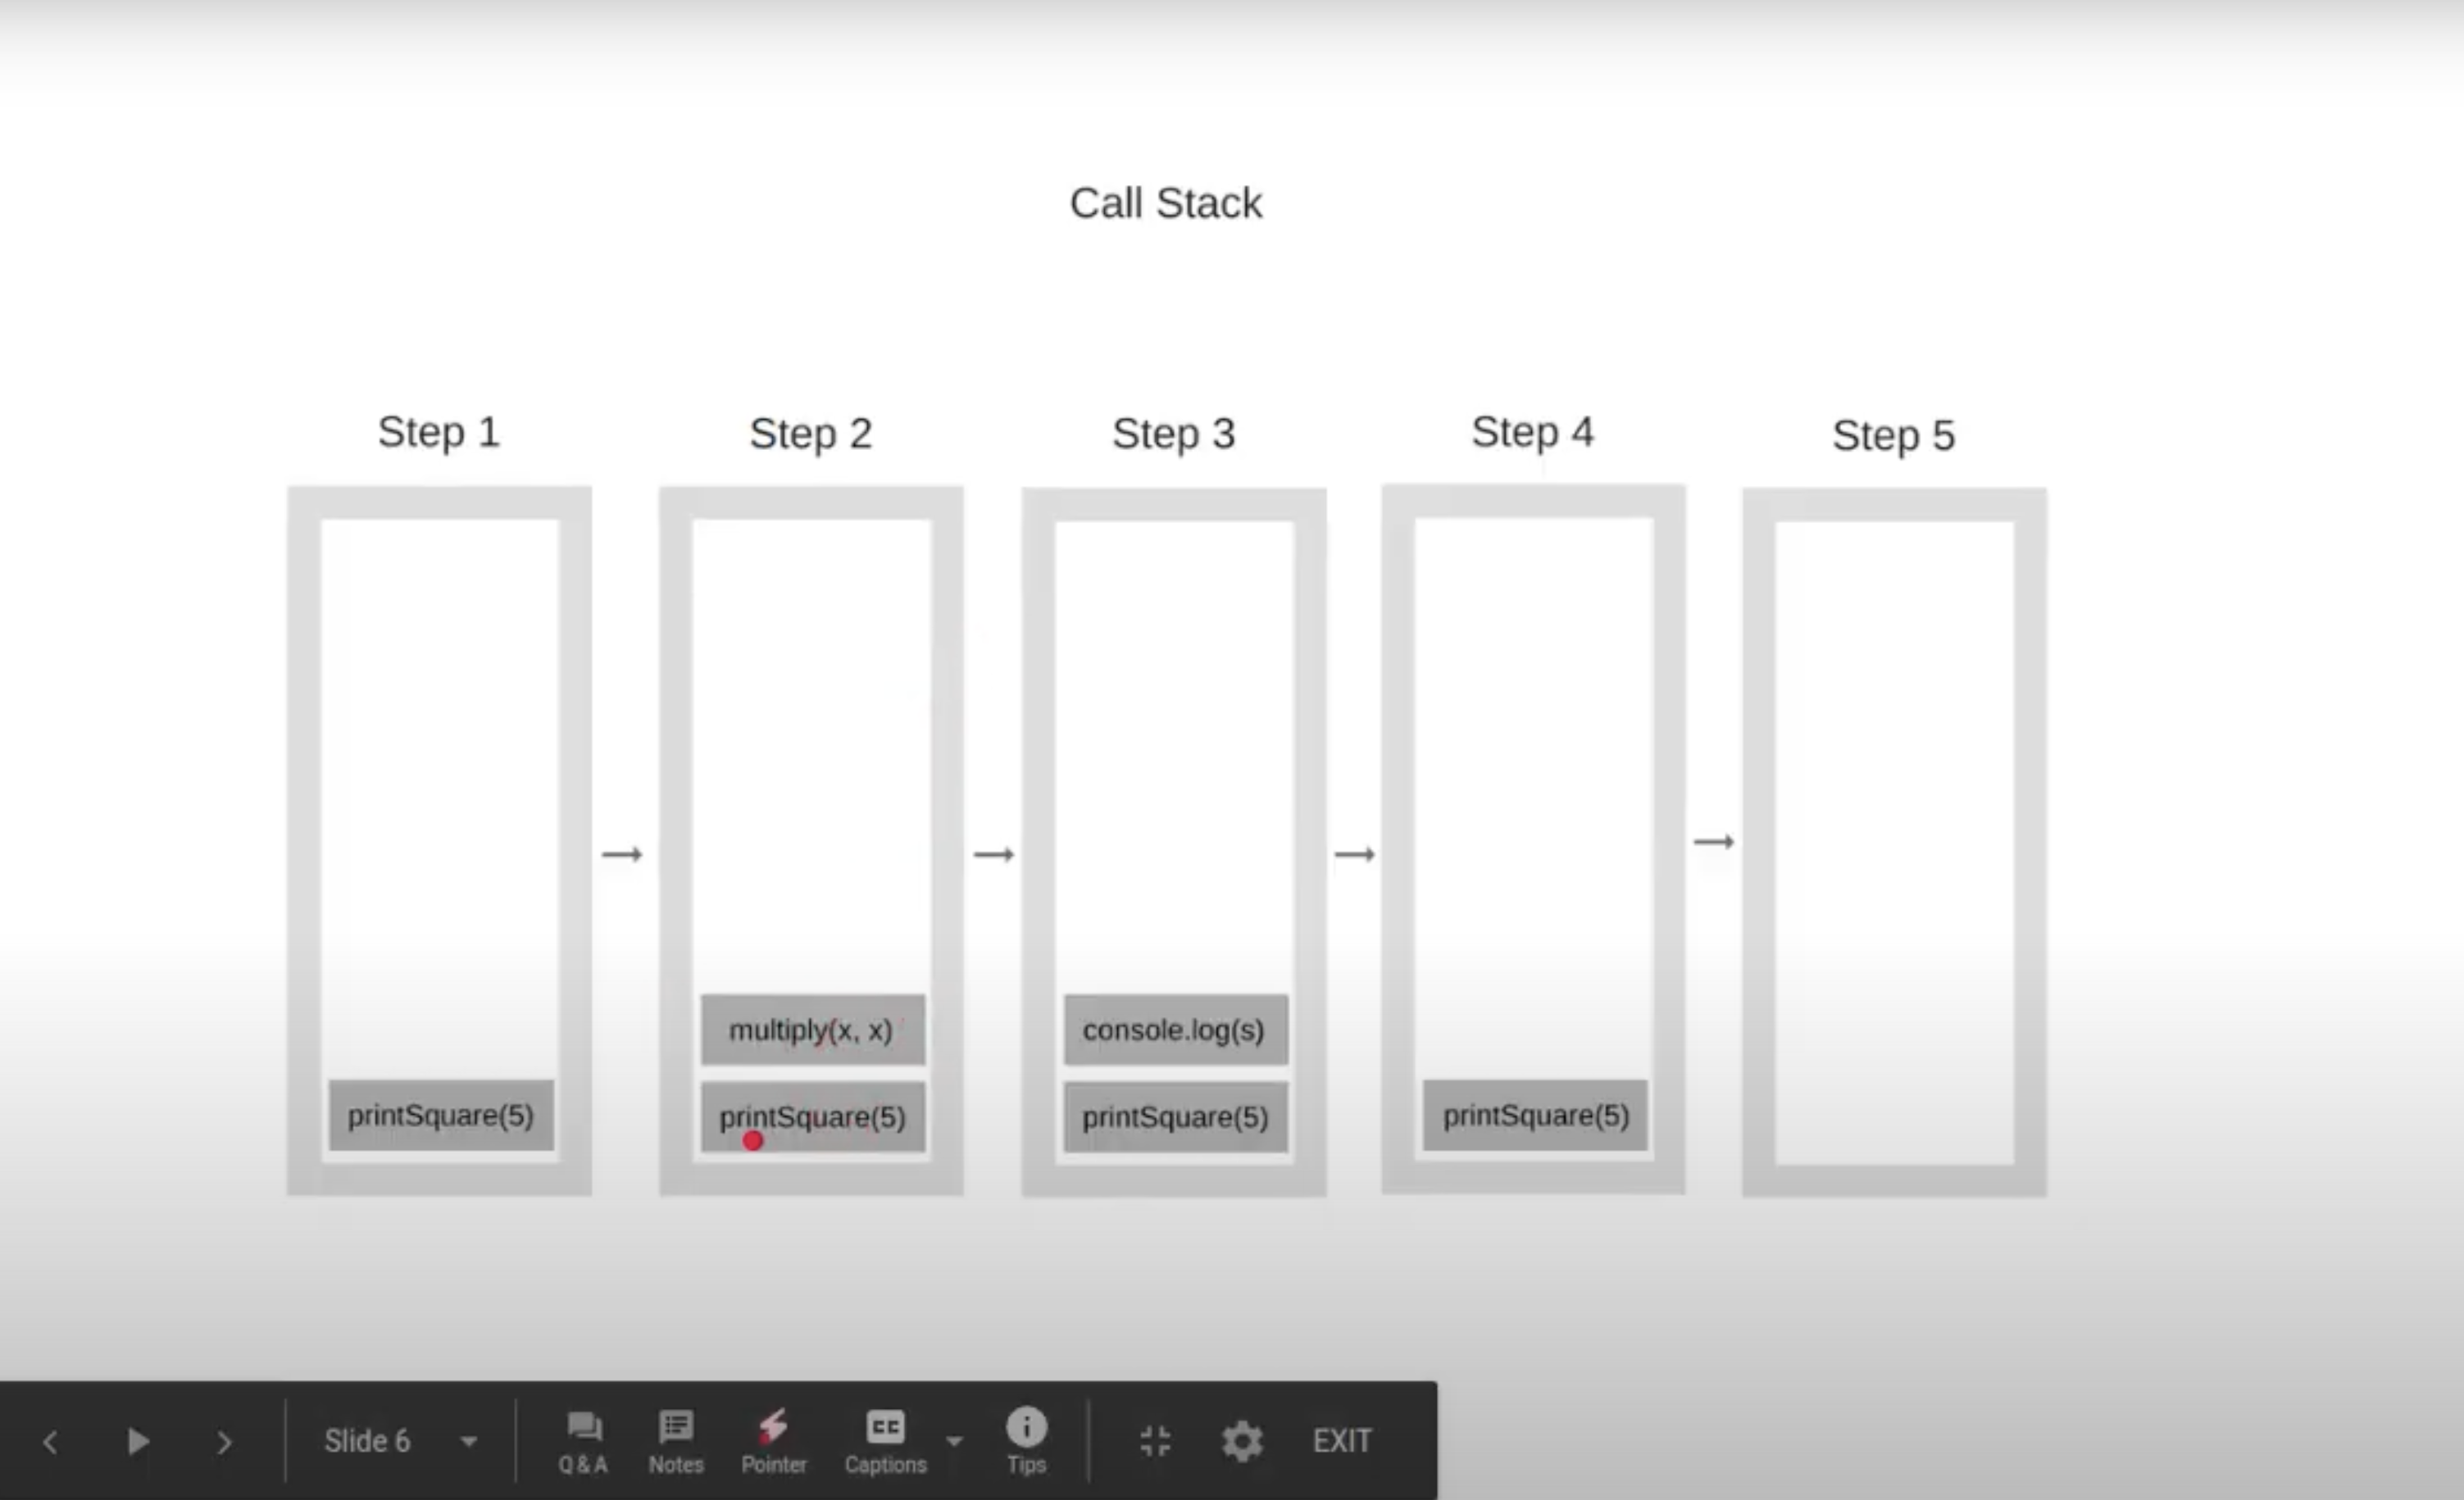 Call Stack
Step 1
Step 2
Step 3
Step 4
Step 5
printSquare(5)
multiply(x, x)
printSquare(5)
console.log(s)
printSquare(5)
printSquare(5)
Slide 6
Q & A
Notes
Pointer
CC
Captions
Tips
EXIT